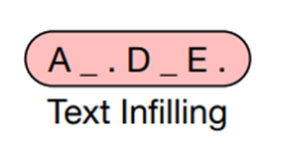 A _ . D _ E .
Text Infilling